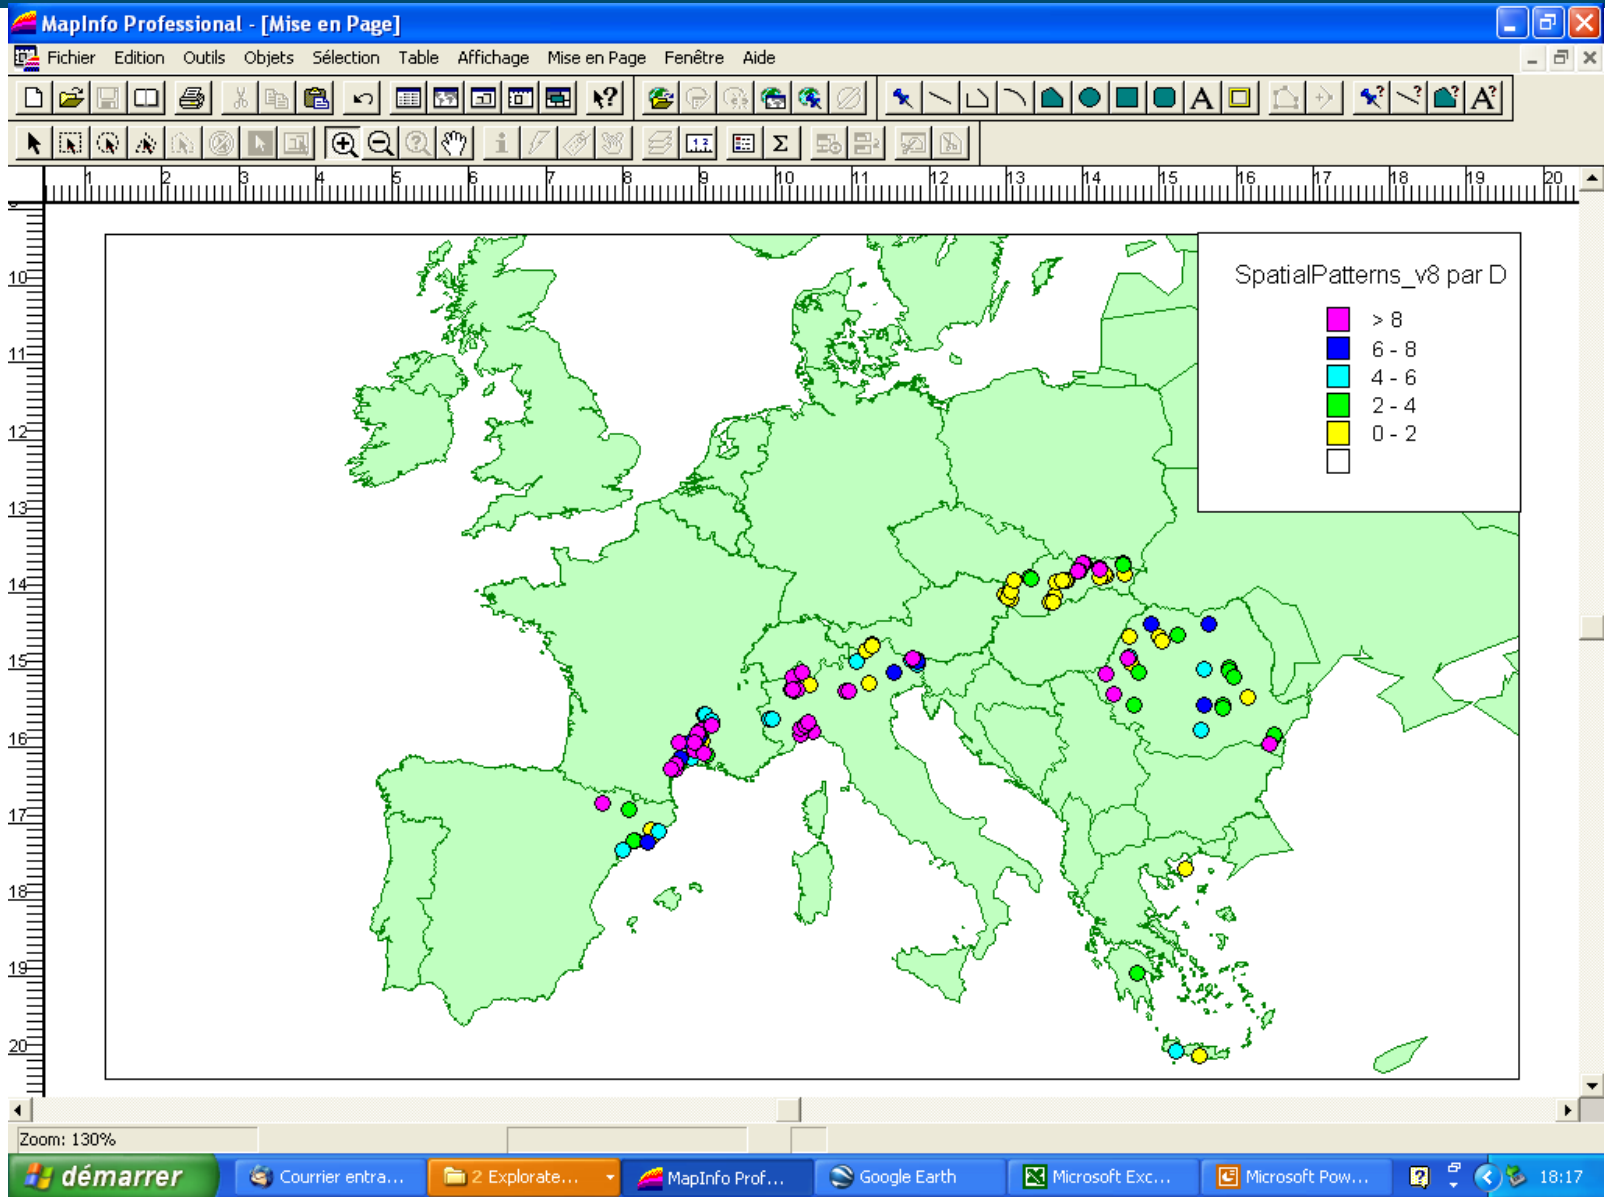 MapInfo Professional - [Mise en Page]
Fichier Edition Outils Objets Sélection Table Affichage Mise en Page Fenêtre Aide
1 2 3 4 5 6 7 8 9 10 11 12 13 14 15 16 17 18 19 20
SpatialPatterns_v8 par D
> 8
6 - 8
4 - 6
2 - 4
0 - 2
10
11
12
13
14
15
16
17
18
19
20
Zoom: 130%
démarrer Courrier entra... 2 Explorate... MapInfo Prof... Google Earth Microsoft Exc... Microsoft Pow... 18:17